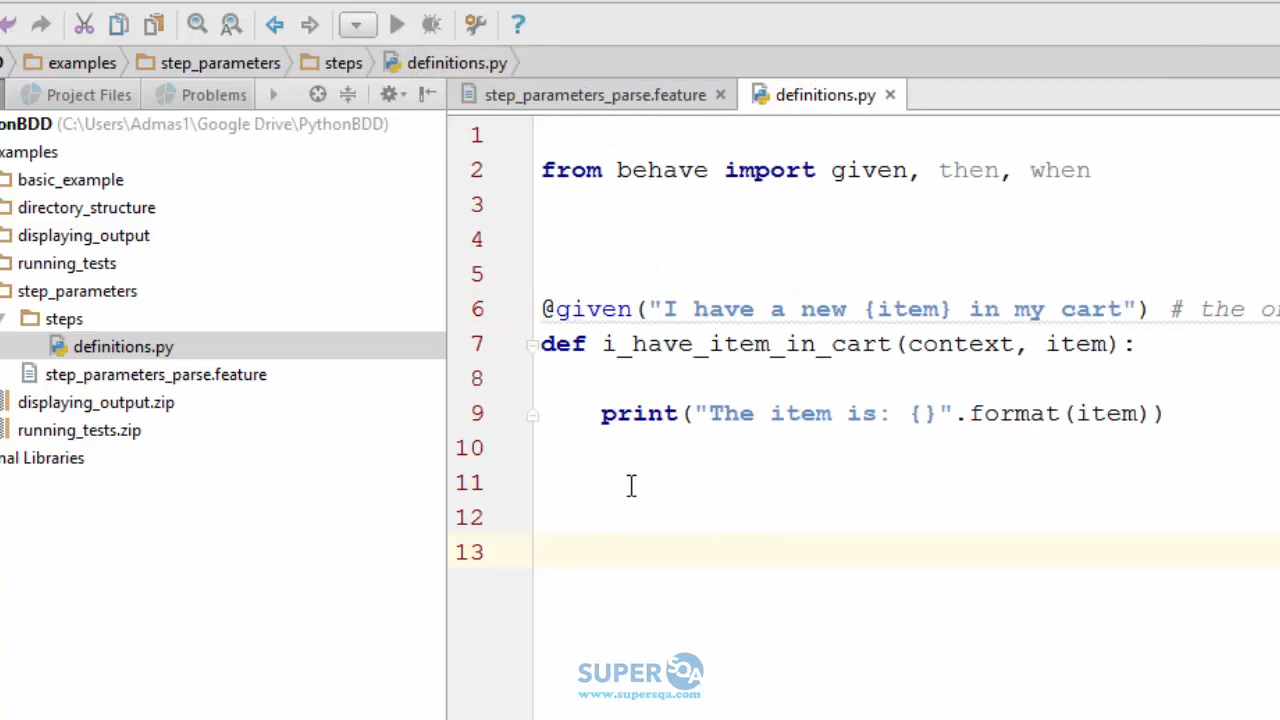 examples
step_parameters
steps
definitions.py
Project Files
Problems
step_parameters_parse.feature
definitions.py
onBDD (C:\Users\Admas1\Google Drive\PythonBDD)
xamples
basic_example
directory_structure
displaying_output
running_tests
step_parameters
steps
definitions.py
step_parameters_parse.feature
displaying_output.zip
running_tests.zip
nal Libraries
1
2 from behave import given, then, when
3
4
5
6 @given("I have a new {item} in my cart") # the o
7 def i_have_item_in_cart(context, item):
8
9 print("The item is: {}".format(item))
10
11
12
13
SUPER SQA
www.supersqa.com